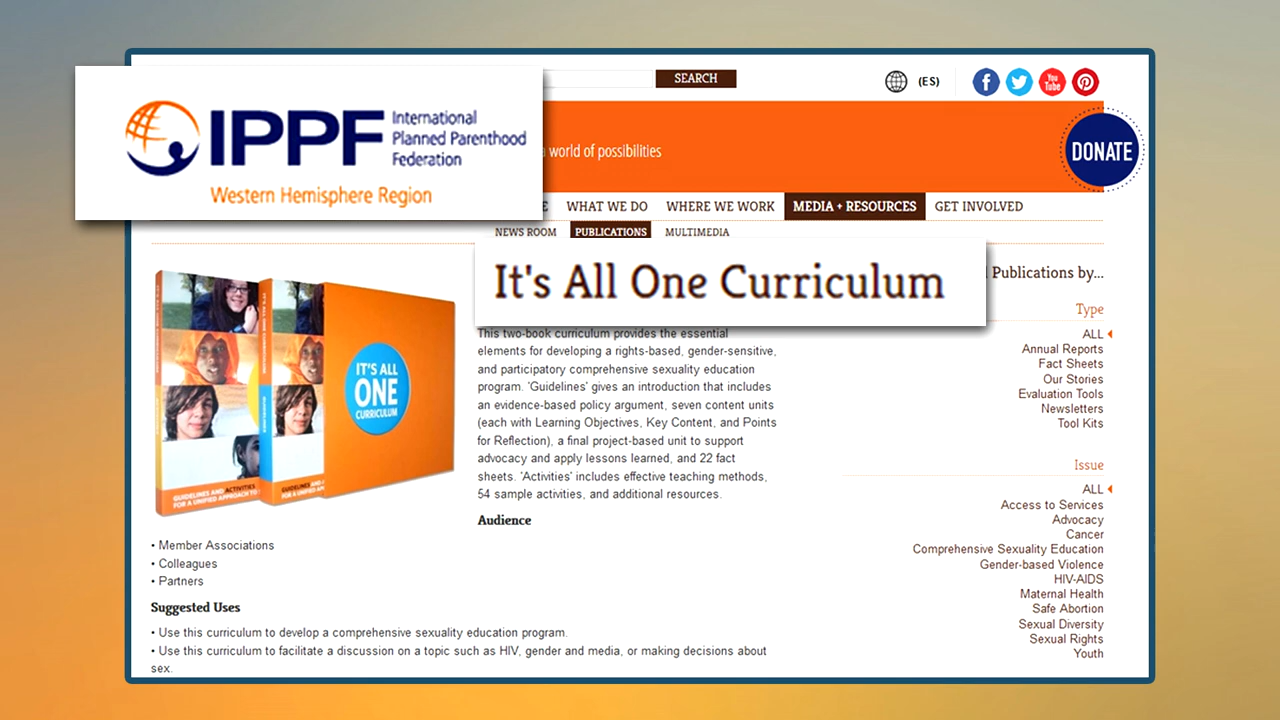 SEARCH
(ES)
You
Tube
IPPF
International
Planned Parenthood
Federation
Western Hemisphere Region
a world of possibilities
DONATE
WHAT WE DO
WHERE WE WORK
MEDIA + RESOURCES
GET INVOLVED
NEWS ROOM
PUBLICATIONS
MULTIMEDIA
It's All One Curriculum
Publications by...
IT'S ALL
ONE
CURRICULUM
GUIDELINES AND ACTIVITIES
FOR A UNIFIED APPROACH TO
This two-book curriculum provides the essential
elements for developing a rights-based, gender-sensitive,
and participatory comprehensive sexuality education
program. 'Guidelines' gives an introduction that includes
an evidence-based policy argument, seven content units
(each with Learning Objectives, Key Content, and Points
for Reflection), a final project-based unit to support
advocacy and apply lessons learned, and 22 fact
sheets. 'Activities' includes effective teaching methods,
54 sample activities, and additional resources.
Audience
• Member Associations
• Colleagues
• Partners
Suggested Uses
• Use this curriculum to develop a comprehensive sexuality education program.
• Use this curriculum to facilitate a discussion on a topic such as HIV, gender and media, or making decisions about
sex.
Type
ALL
Annual Reports
Fact Sheets
Our Stories
Evaluation Tools
Newsletters
Tool Kits
Issue
ALL
Access to Services
Advocacy
Cancer
Comprehensive Sexuality Education
Gender-based Violence
HIV-AIDS
Maternal Health
Safe Abortion
Sexual Diversity
Sexual Rights
Youth